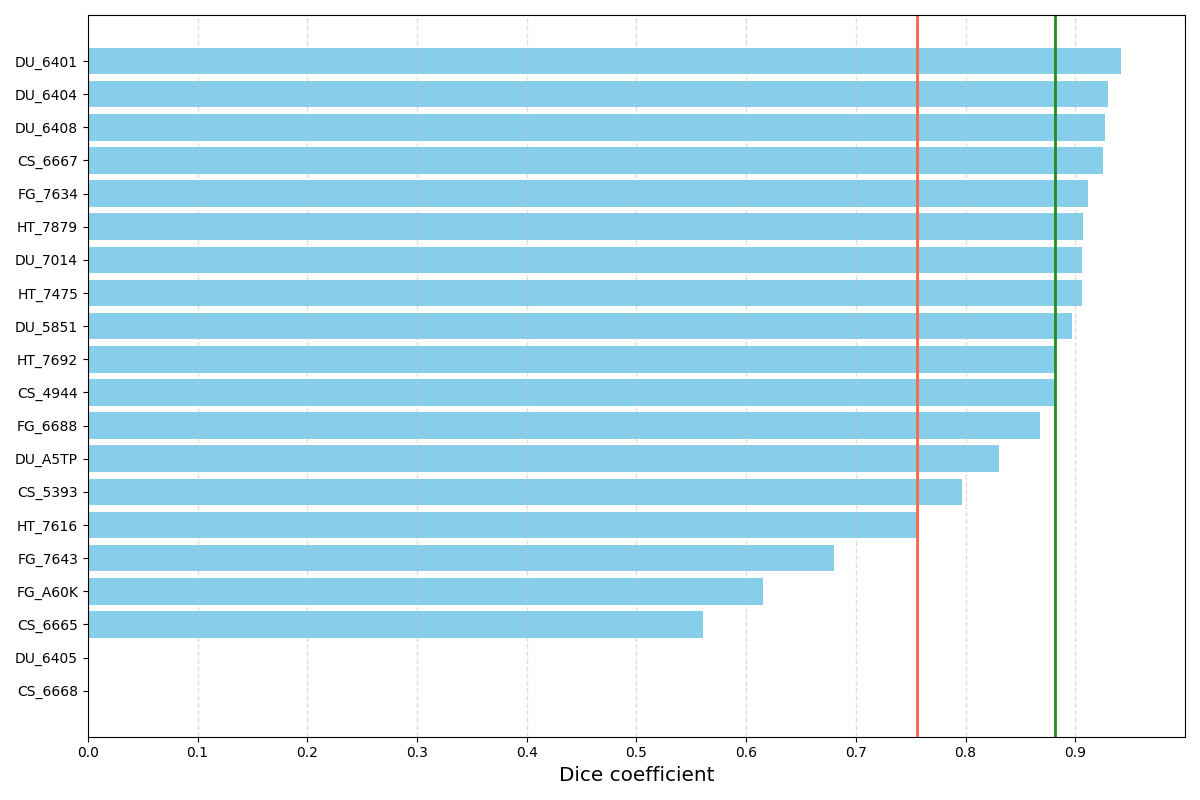 DU_6401
DU_6404
DU_6408
CS_6667
FG_7634
HT_7879
DU_7014
HT_7475
DU_5851
HT_7692
CS_4944
FG_6688
DU_A5TP
CS_5393
HT_7616
FG_7643
FG_A60K
CS_6665
DU_6405
CS_6668
0.0 0.1 0.2 0.3 0.4 0.5 0.6 0.7 0.8 0.9
Dice coefficient